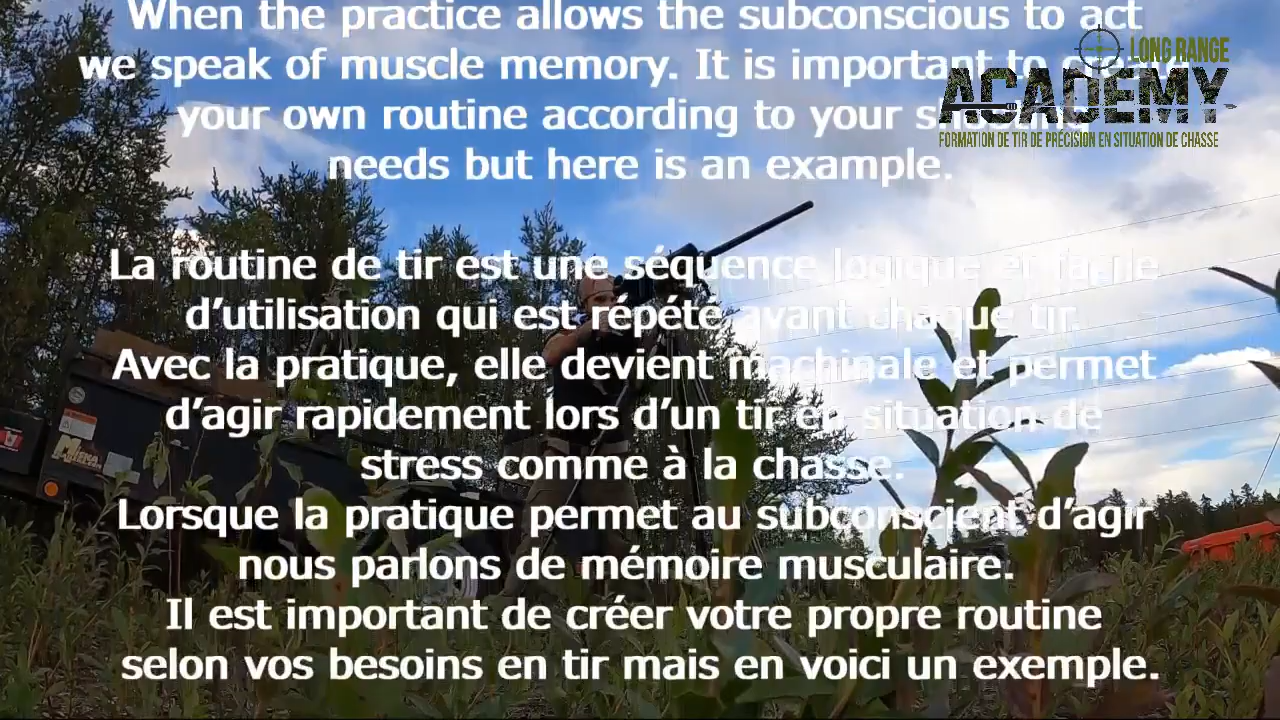 When the practice allows the subconscious to act
we speak of muscle memory. It is important to
your own routine according to your
needs but here is an example.
LONG RANGE
ACADEMY
FORMATION DE TIR DE PRÉCISION EN SITUATION DE CHASSE
La routine de tir est une séquence logique et facile
d'utilisation qui est répété avant chaque tir.
Avec la pratique, elle devient machinale et permet
d'agir rapidement lors d'un tir en situation de
stress comme à la chasse.
Lorsque la pratique permet au subconscient d'agir
nous parlons de mémoire musculaire.
Il est important de créer votre propre routine
selon vos besoins en tir mais en voici un exemple.